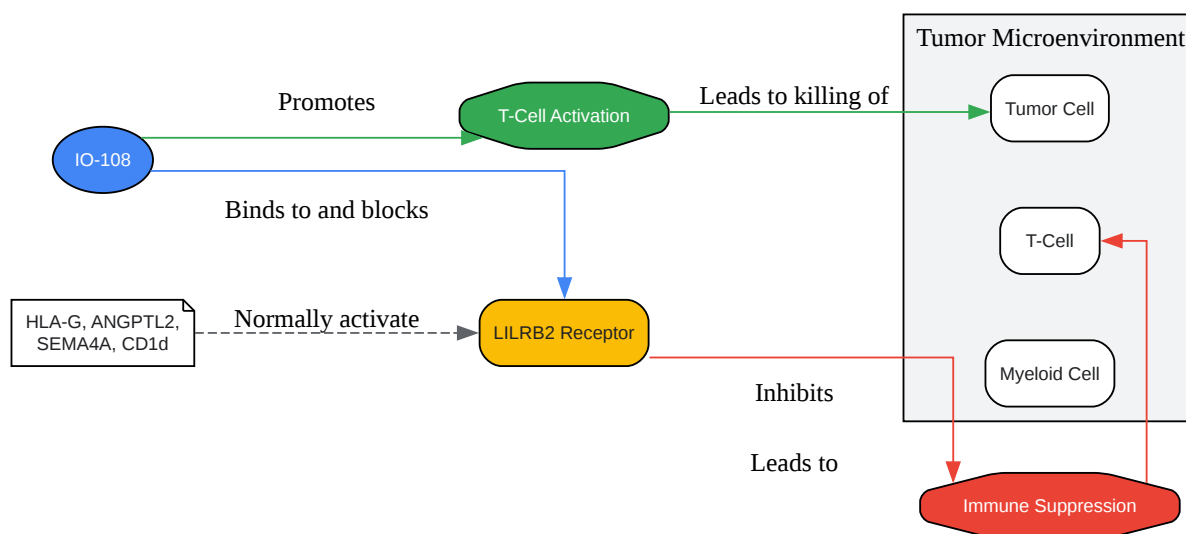 Tumor Microenvironment
Promotes
T-Cell Activation
Leads to killing of
Tumor Cell
IO-108
Binds to and blocks
T-Cell
HLA-G, ANGPTL2,
SEMA4A, CD1d
Normally activate
LILRB2 Receptor
Myeloid Cell
Inhibits
Leads to
Immune Suppression